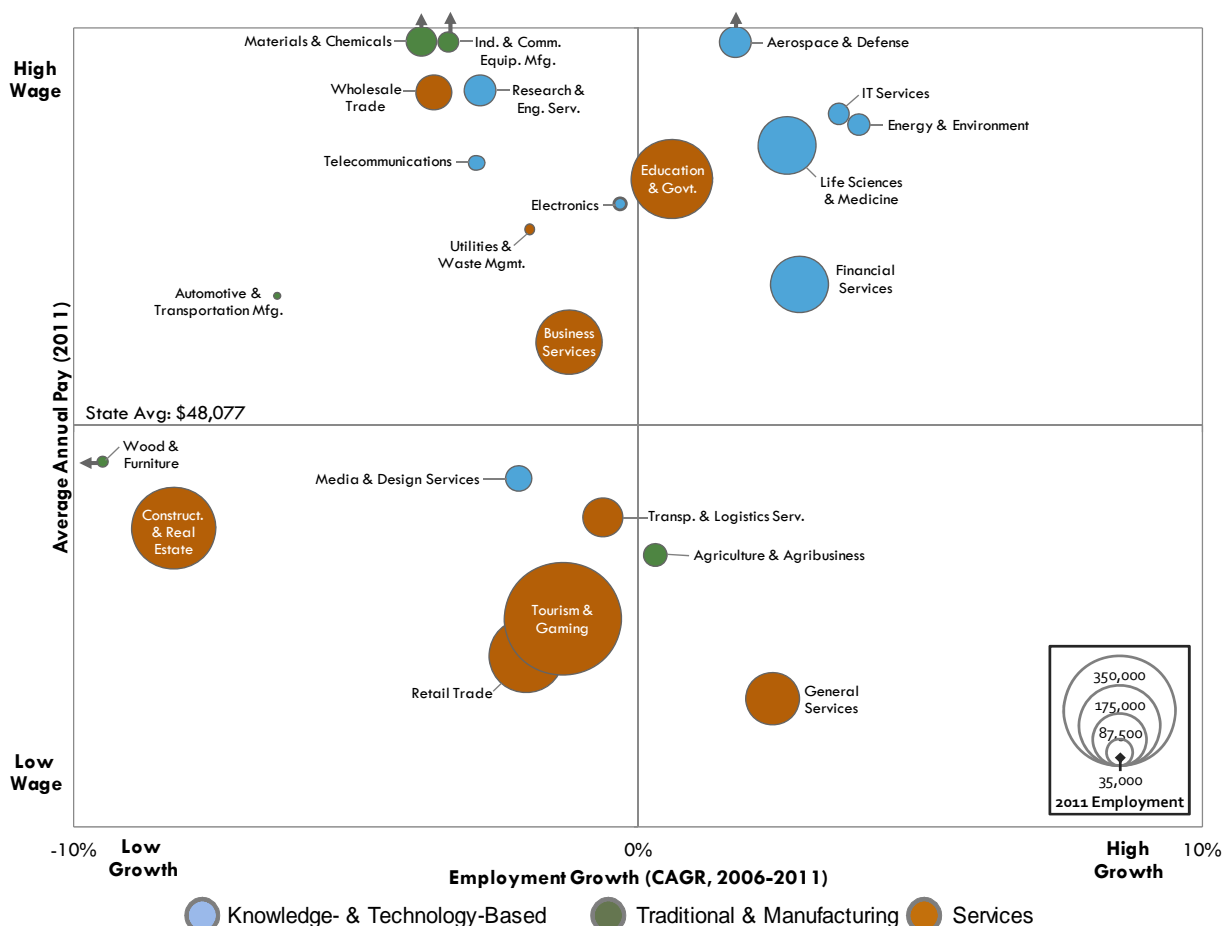 Materials & Chemicals
Ind. & Comm.
Equip. Mfg.
Aerospace & Defense
High
Wage
Wholesale
Trade
Research &
Eng. Serv.
IT Services
Energy & Environment
Telecommunications
Education
& Govt.
Life Sciences
& Medicine
Electronics
Utilities &
Waste Mgmt.
Financial
Services
Automotive &
Transportation Mfg.
Business
Services
Average Annual Pay (2011)
State Avg: $48,077
Wood &
Furniture
Media & Design Services
Construct.
& Real
Estate
Transp. & Logistics Serv.
Agriculture & Agribusiness
Tourism &
Gaming
Retail Trade
General
Services
350,000
175,000
87,500
35,000
2011 Employment
Low
Wage
-10%
Low
Growth
0%
High
Growth
10%
Employment Growth (CAGR, 2006-2011)
Knowledge- & Technology-Based
Traditional & Manufacturing
Services